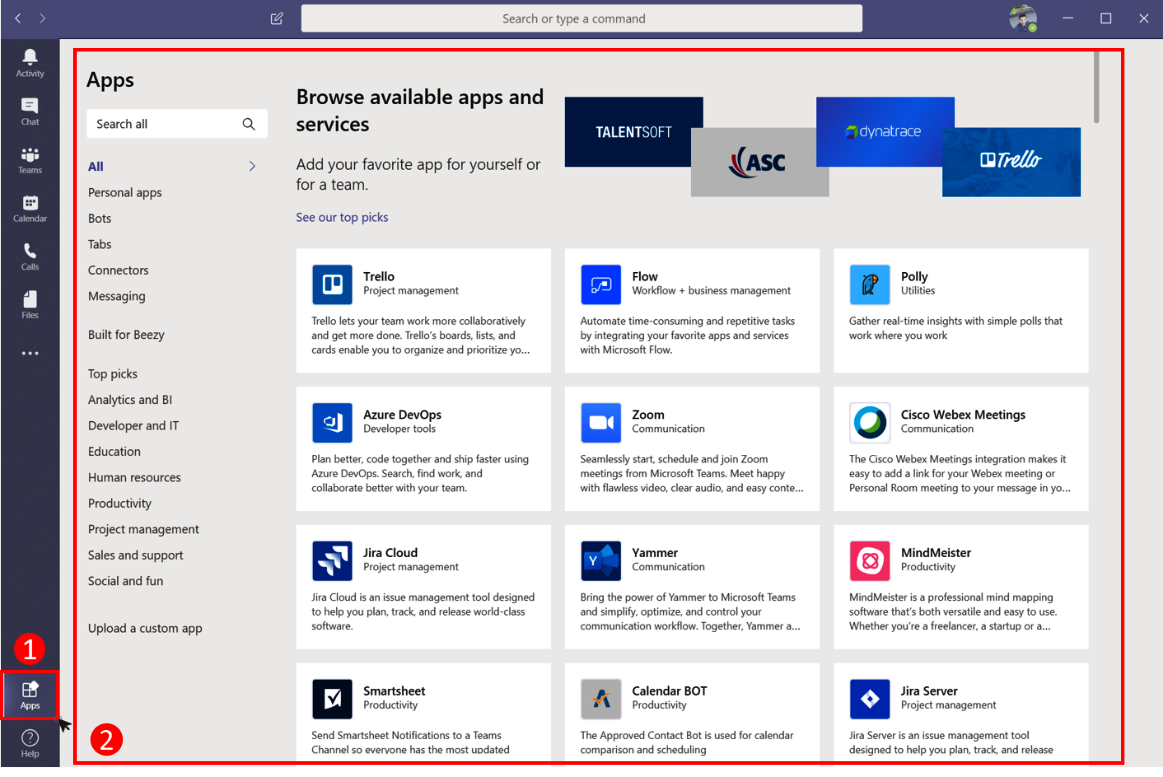 Search or type a command
Activity
Chat
Teams
Calendar
Calls
Files
1
Apps
Help
2
Apps
Search all
All
Personal apps
Bots
Tabs
Connectors
Messaging
Built for Beezy
Top picks
Analytics and BI
Developer and IT
Education
Human resources
Productivity
Project management
Sales and support
Social and fun
Upload a custom app
Browse available apps and
services
Add your favorite app for yourself or
for a team.
See our top picks
TALENTSOFT
ASC
dynatrace
Trello
Trello
Project management
Trello lets your team work more collaboratively
and get more done. Trello's boards, lists, and
cards enable you to organize and prioritize yo...
Flow
Workflow + business management
Automate time-consuming and repetitive tasks
by integrating your favorite apps and services
with Microsoft Flow.
Polly
Utilities
Gather real-time insights with simple polls that
work where you work
Azure DevOps
Developer tools
Plan better, code together and ship faster using
Azure DevOps. Search, find work, and
collaborate better with your team.
Zoom
Communication
Seamlessly start, schedule and join Zoom
meetings from Microsoft Teams. Meet happy
with flawless video, clear audio, and easy conte...
Cisco Webex Meetings
Communication
The Cisco Webex Meetings integration makes it
easy to add a link for your Webex meeting or
Personal Room meeting to your message in yo...
Jira Cloud
Project management
Jira Cloud is an issue management tool designed
to help you plan, track, and release world-class
software.
Yammer
Communication
Bring the power of Yammer to Microsoft Teams
and simplify, optimize, and control your
communication workflow. Together, Yammer a...
MindMeister
Productivity
MindMeister is a professional mind mapping
software that's both versatile and easy to use.
Whether you're a freelancer, a startup or a...
Smartsheet
Productivity
Send Smartsheet Notifications to a Teams
Channel so everyone has the most updated
Calendar BOT
Productivity
The Approved Contact Bot is used for calendar
comparison and scheduling
Jira Server
Project management
Jira Server is an issue management tool
designed to help you plan, track, and release